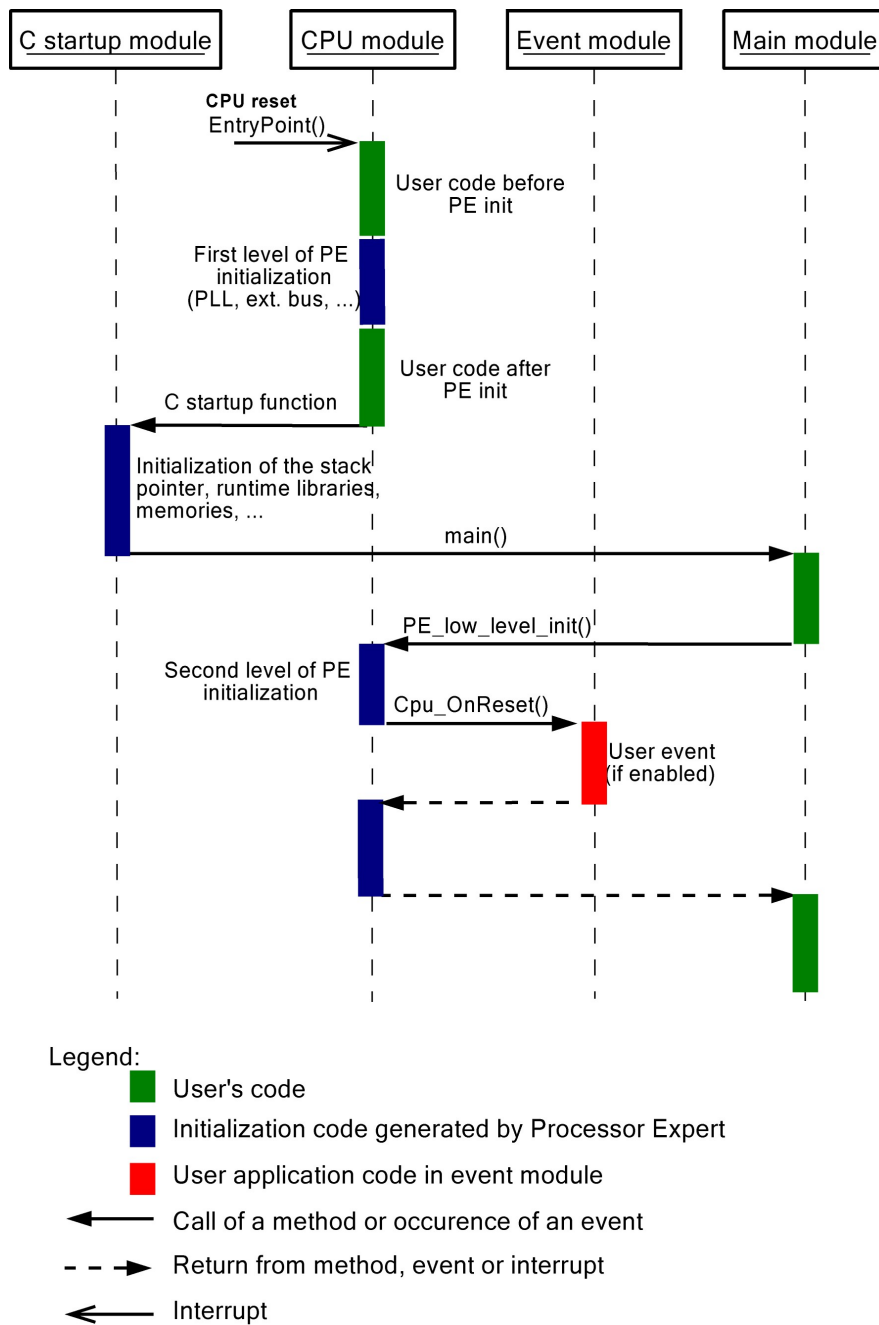 C startup module
CPU module
Event module
Main module
CPU reset
EntryPoint()
User code before
PE init
First level of PE
initialization
(PLL, ext. bus, ...)
User code after
PE init
C startup function
Initialization of the stack
pointer, runtime libraries,
memories, ...
main()
PE_low_level_init()
Second level of PE
initialization
Cpu_OnReset()
User event
(if enabled)
Legend:
User's code
Initialization code generated by Processor Expert
User application code in event module
Call of a method or occurence of an event
Return from method, event or interrupt
Interrupt